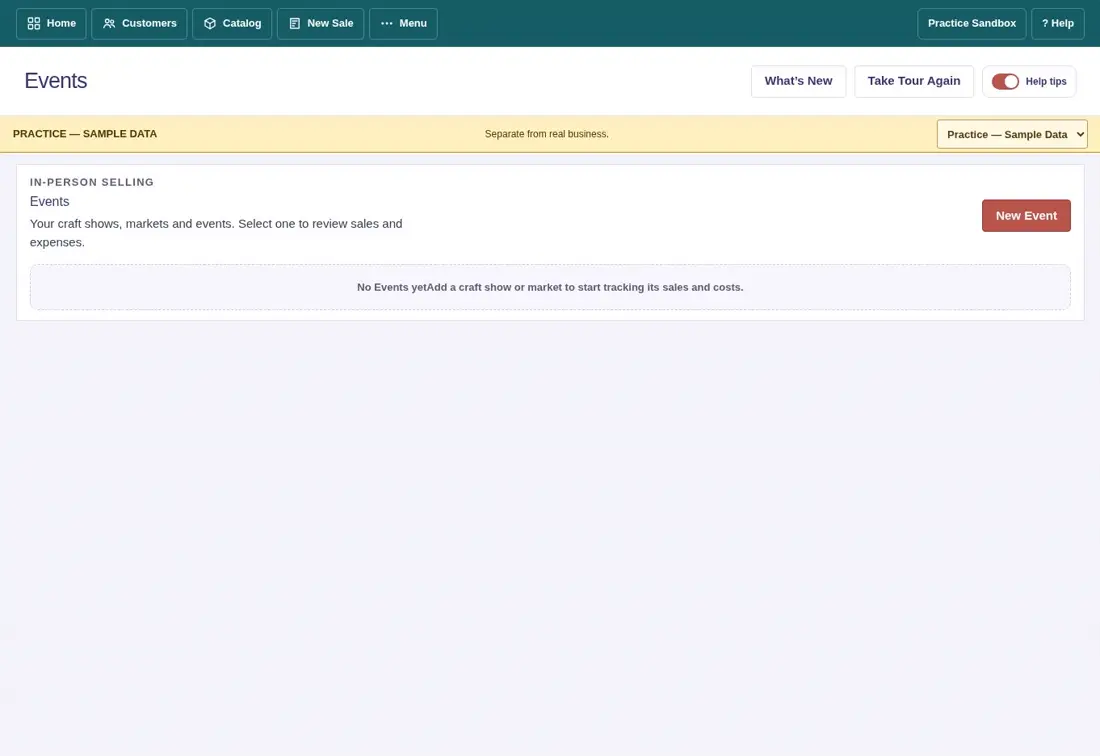 Home
Customers
Catalog
New Sale
Menu
Practice Sandbox
? Help
Events
What's New
Take Tour Again
Help tips
PRACTICE — SAMPLE DATA
Separate from real business.
Practice — Sample Data
IN-PERSON SELLING
Events
Your craft shows, markets and events. Select one to review sales and
expenses.
New Event
No Events yetAdd a craft show or market to start tracking its sales and costs.